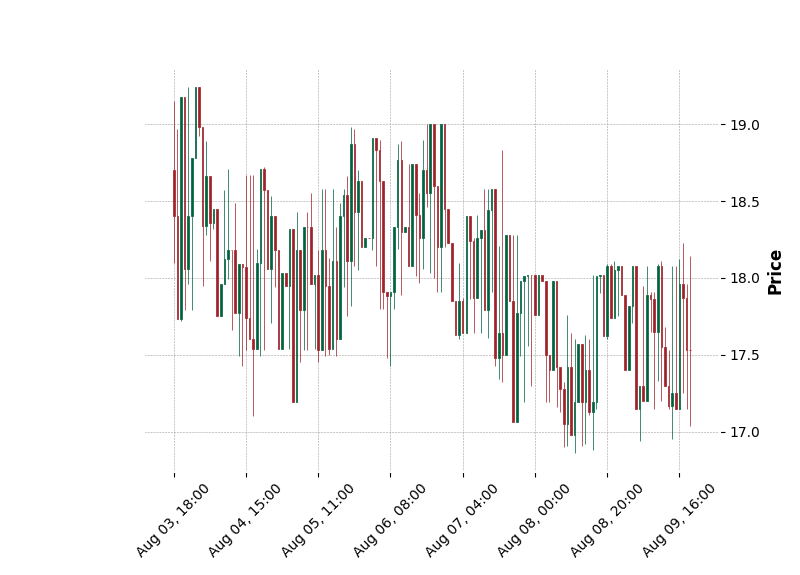 19.0
18.5
18.0
17.5
17.0
Price
Aug 03, 18:00
Aug 04, 15:00
Aug 05, 11:00
Aug 06, 08:00
Aug 07, 04:00
Aug 08, 00:00
Aug 08, 20:00
Aug 09, 16:00